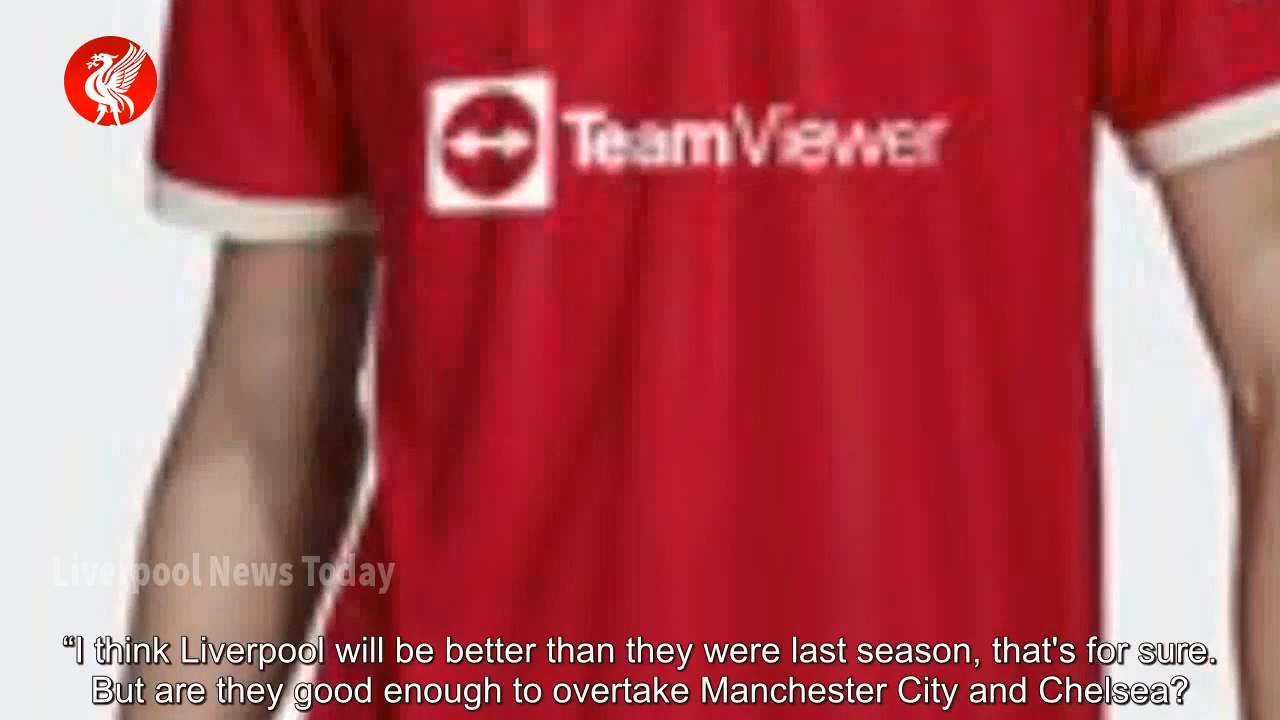 TeamViewer
Liverpool News Today
“I think Liverpool will be better than they were last season, that's for sure.
But are they good enough to overtake Manchester City and Chelsea?